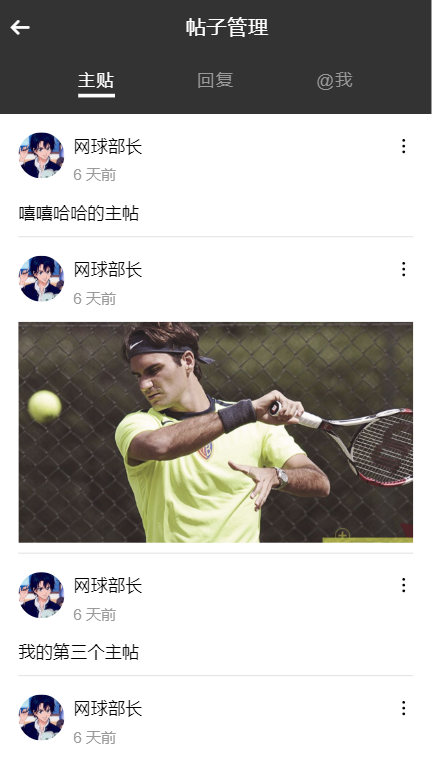 帖子管理
主贴 回复 @我
网球部长
6 天前
嘻嘻哈哈的主帖
网球部长
6 天前
网球部长
6 天前
我的第三个主帖
网球部长
6 天前